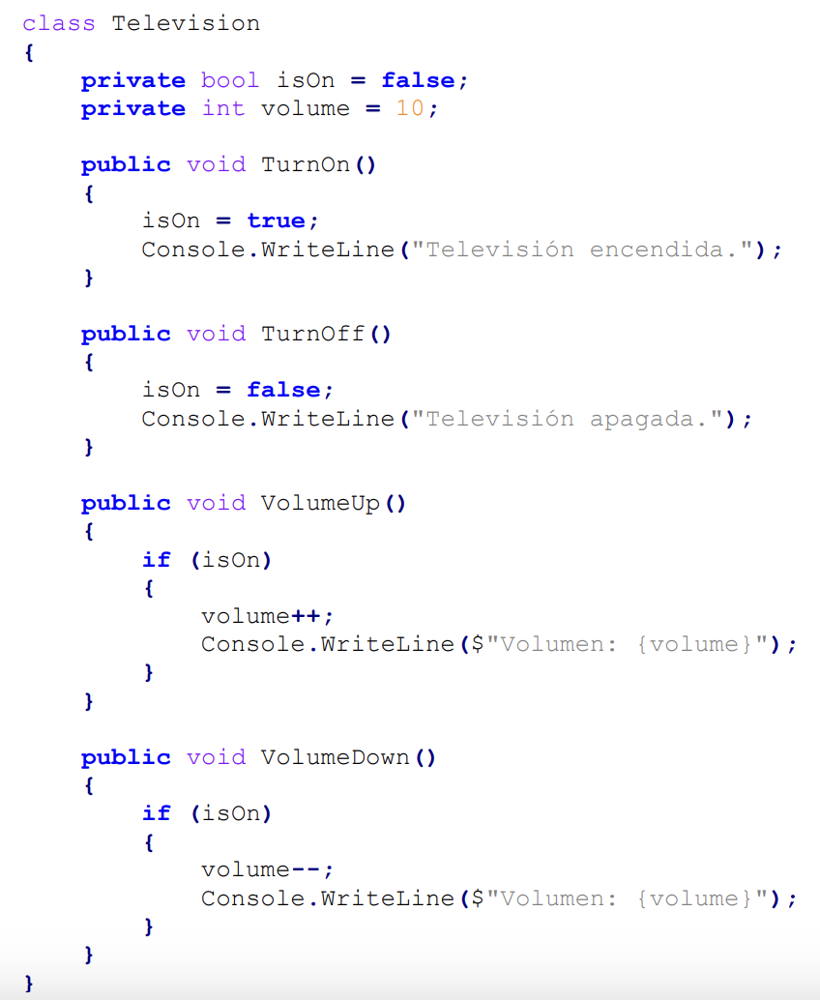 class Television
{
    private bool isOn = false;
    private int volume = 10;

    public void TurnOn()
    {
        isOn = true;
        Console.WriteLine("Televisión encendida.");
    }

    public void TurnOff()
    {
        isOn = false;
        Console.WriteLine("Televisión apagada.");
    }

    public void VolumeUp()
    {
        if (isOn)
        {
            volume++;
            Console.WriteLine($"Volumen: {volume}");
        }
    }

    public void VolumeDown()
    {
        if (isOn)
        {
            volume--;
            Console.WriteLine($"Volumen: {volume}");
        }
    }
}